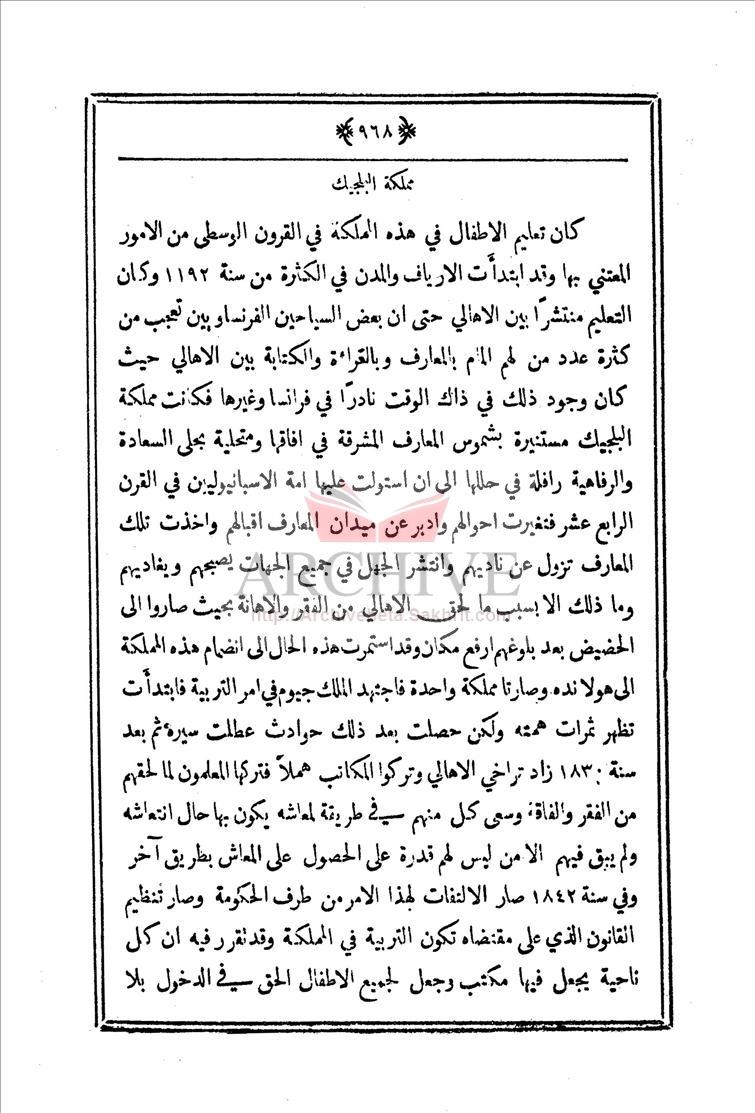 ﴿٩٦٨﴾
مملكة البلجيك
كان تعليم الاطفال في هذه المملكة في القرون الوسطى من الامور
المعتني بها وقد ابتدأت الارياف والمدن في الكثرة من سنة ١١٩٢ وكان
التعليم منتشرًا بين الاهالي حتى ان بعض السياحين الفرنساويين تعجب من
كثرة عدد من لهم المام بالمعارف وبالقراءة والكتابة بين الاهالي حيث
كان وجود ذلك في ذاك الوقت نادرًا في فرانسا وغيرها فكانت مملكة
البلجيك مستنيرة بشموس المعارف المشرقة في افاقها ومتحلية بحلى السعادة
والرفاهية رافلة في حللها الى ان استولت عليها امة الاسبانيوليين في القرن
الرابع عشر فتغيرت احوالهم وادبر عن ميدان المعارف اقبالهم واخذت تلك
المعارف تزول عن ناديهم وانتشر الجهل في جميع الجهات يصبحهم ويغاديهم
وما ذلك الا بسبب ما لحق الاهالي من الفقر والاهانة بحيث صاروا الى
الحضيض بعد بلوغهم ارفع مكان وقد استمرت هذه الحال الى انضمام هذه المملكة
الى هولانده وصارتا مملكة واحدة فاجتهد الملك جيوم في امر التربية فابتدأت
تظهر ثمرات همته ولكن حصلت بعد ذلك حوادث عطلت سيره ثم بعد
سنة ١٨٣٠ زاد تراخي الاهالي وتركوا المكاتب هملاً فتركها المعلمون لما لحقهم
من الفقر والفاقة وسعى كل منهم في طريقة لمعاشه يكون بها حال انتعاشه
ولم يبق فيهم الا من ليس لهم قدرة على الحصول على المعاش بطريق آخر
وفي سنة ١٨٤٢ صار الالتفات لهذا الامر من طرف الحكومة وصار تنظيم
القانون الذي على مقتضاه تكون التربية في المملكة وقد تقرر فيه ان كل
ناحية يجعل فيها مكتب وجعل لجميع الاطفال الحق في الدخول بلا
ARCHIVE
http://Archivebeta.Sakhrit.com